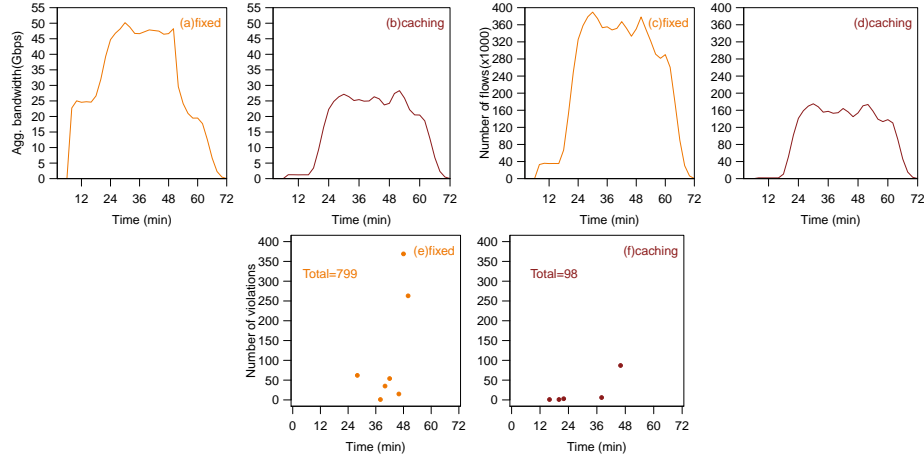 Agg. bandwidth(Gbps)
55
50
45
40
35
30
25
20
15
10
5
0
(a)fixed
12 24 36 48 60 72
Time (min)
55
50
45
40
35
30
25
20
15
10
5
0
(b)caching
12 24 36 48 60 72
Time (min)
Number of flows(x1000)
400
360
320
280
240
200
160
120
80
40
0
(c)fixed
12 24 36 48 60 72
Time (min)
400
360
320
280
240
200
160
120
80
40
0
(d)caching
12 24 36 48 60 72
Time (min)
Number of violations
400
350
300
250
200
150
100
50
0
(e)fixed
Total=799
0 12 24 36 48 60 72
Time (min)
400
350
300
250
200
150
100
50
0
(f)caching
Total=98
0 12 24 36 48 60 72
Time (min)